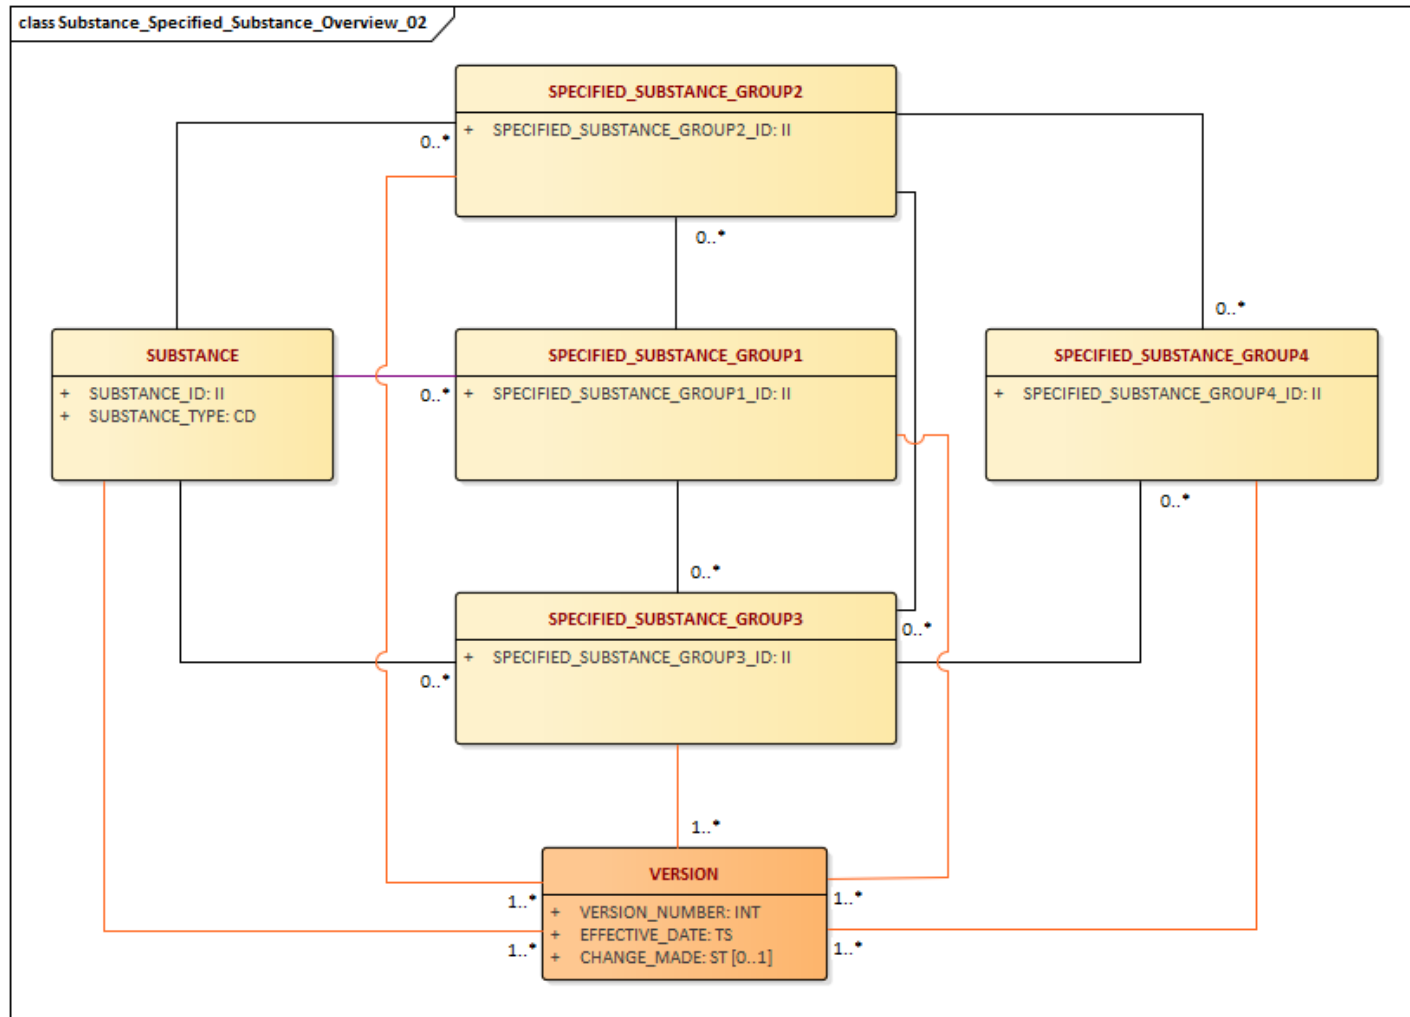 class Substance_Specified_Substance_Overview_02
SPECIFIED_SUBSTANCE_GROUP2
+ SPECIFIED_SUBSTANCE_GROUP2_ID: II
0..*
0..*
0..*
SUBSTANCE
+ SUBSTANCE_ID: II
+ SUBSTANCE_TYPE: CD
0..*
SPECIFIED_SUBSTANCE_GROUP1
+ SPECIFIED_SUBSTANCE_GROUP1_ID: II
SPECIFIED_SUBSTANCE_GROUP4
+ SPECIFIED_SUBSTANCE_GROUP4_ID: II
0..*
0..*
SPECIFIED_SUBSTANCE_GROUP3
+ SPECIFIED_SUBSTANCE_GROUP3_ID: II
0..*
0..*
1..*
VERSION
+ VERSION_NUMBER: INT
+ EFFECTIVE_DATE: TS
+ CHANGE_MADE: ST [0..1]
1..*
1..*
1..*
1..*